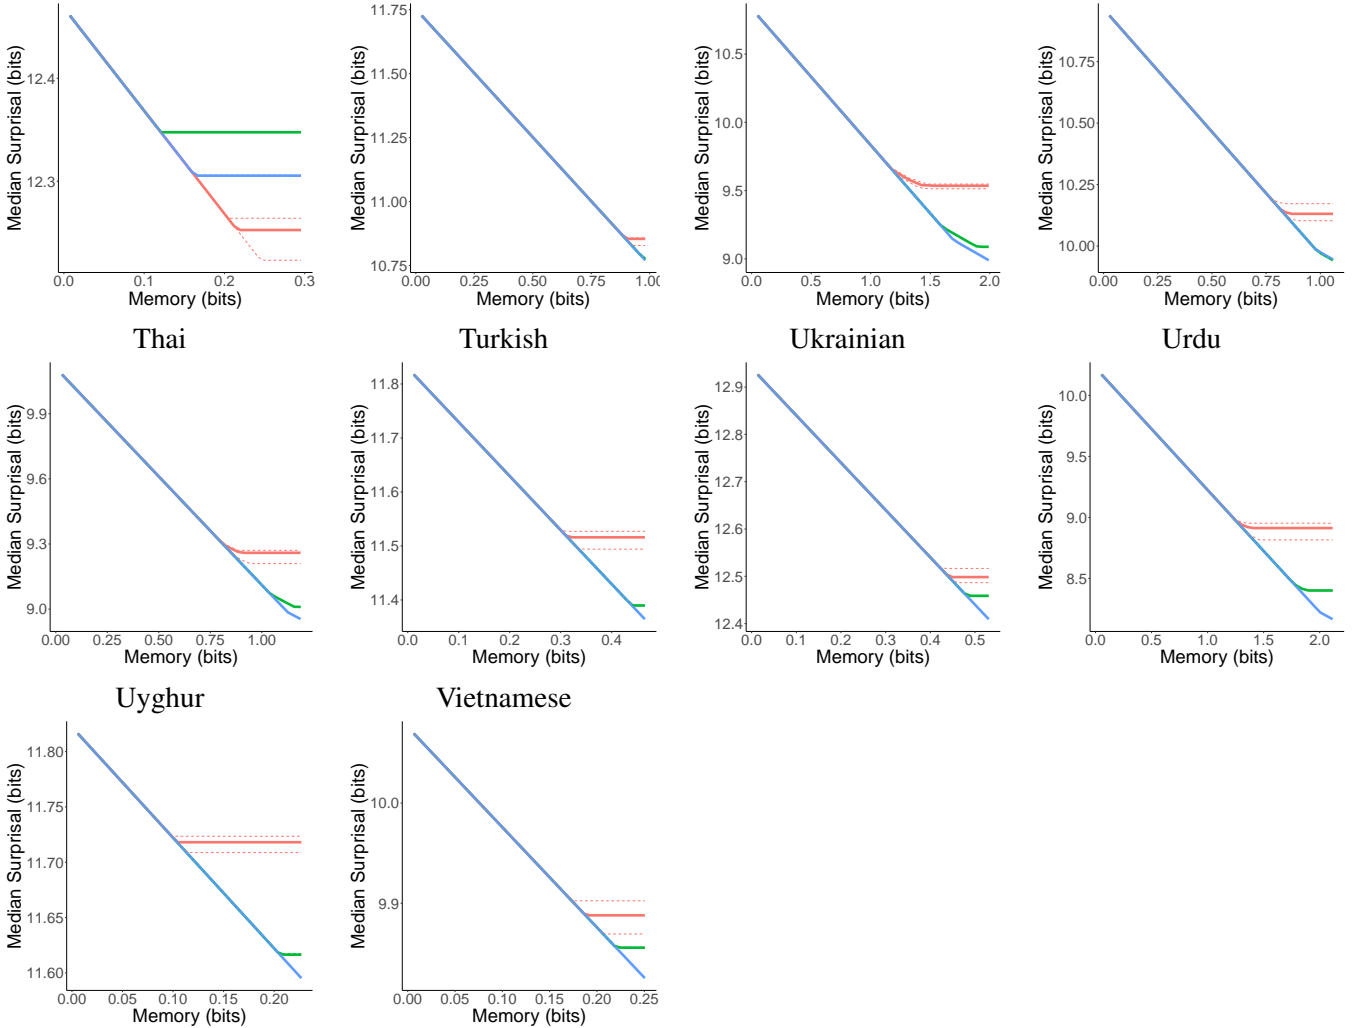 Median Surprisal (bits)
12.4
12.3
0.0 0.1 0.2 0.3
Memory (bits)
Median Surprisal (bits)
11.75
11.50
11.25
11.00
10.75
0.00 0.25 0.50 0.75 1.00
Memory (bits)
Median Surprisal (bits)
10.5
10.0
9.5
9.0
0.0 0.5 1.0 1.5 2.0
Memory (bits)
Median Surprisal (bits)
10.75
10.50
10.25
10.00
0.00 0.25 0.50 0.75 1.00
Memory (bits)
Thai Turkish Ukrainian Urdu
Median Surprisal (bits)
9.9
9.6
9.3
9.0
0.00 0.25 0.50 0.75 1.00
Memory (bits)
Median Surprisal (bits)
11.8
11.7
11.6
11.5
11.4
0.0 0.1 0.2 0.3 0.4
Memory (bits)
Median Surprisal (bits)
12.9
12.8
12.7
12.6
12.5
12.4
0.0 0.1 0.2 0.3 0.4 0.5
Memory (bits)
Median Surprisal (bits)
10.0
9.5
9.0
8.5
0.0 0.5 1.0 1.5 2.0
Memory (bits)
Uyghur Vietnamese
Median Surprisal (bits)
11.80
11.75
11.70
11.65
11.60
0.00 0.05 0.10 0.15 0.20
Memory (bits)
Median Surprisal (bits)
10.0
9.9
0.00 0.05 0.10 0.15 0.20 0.25
Memory (bits)